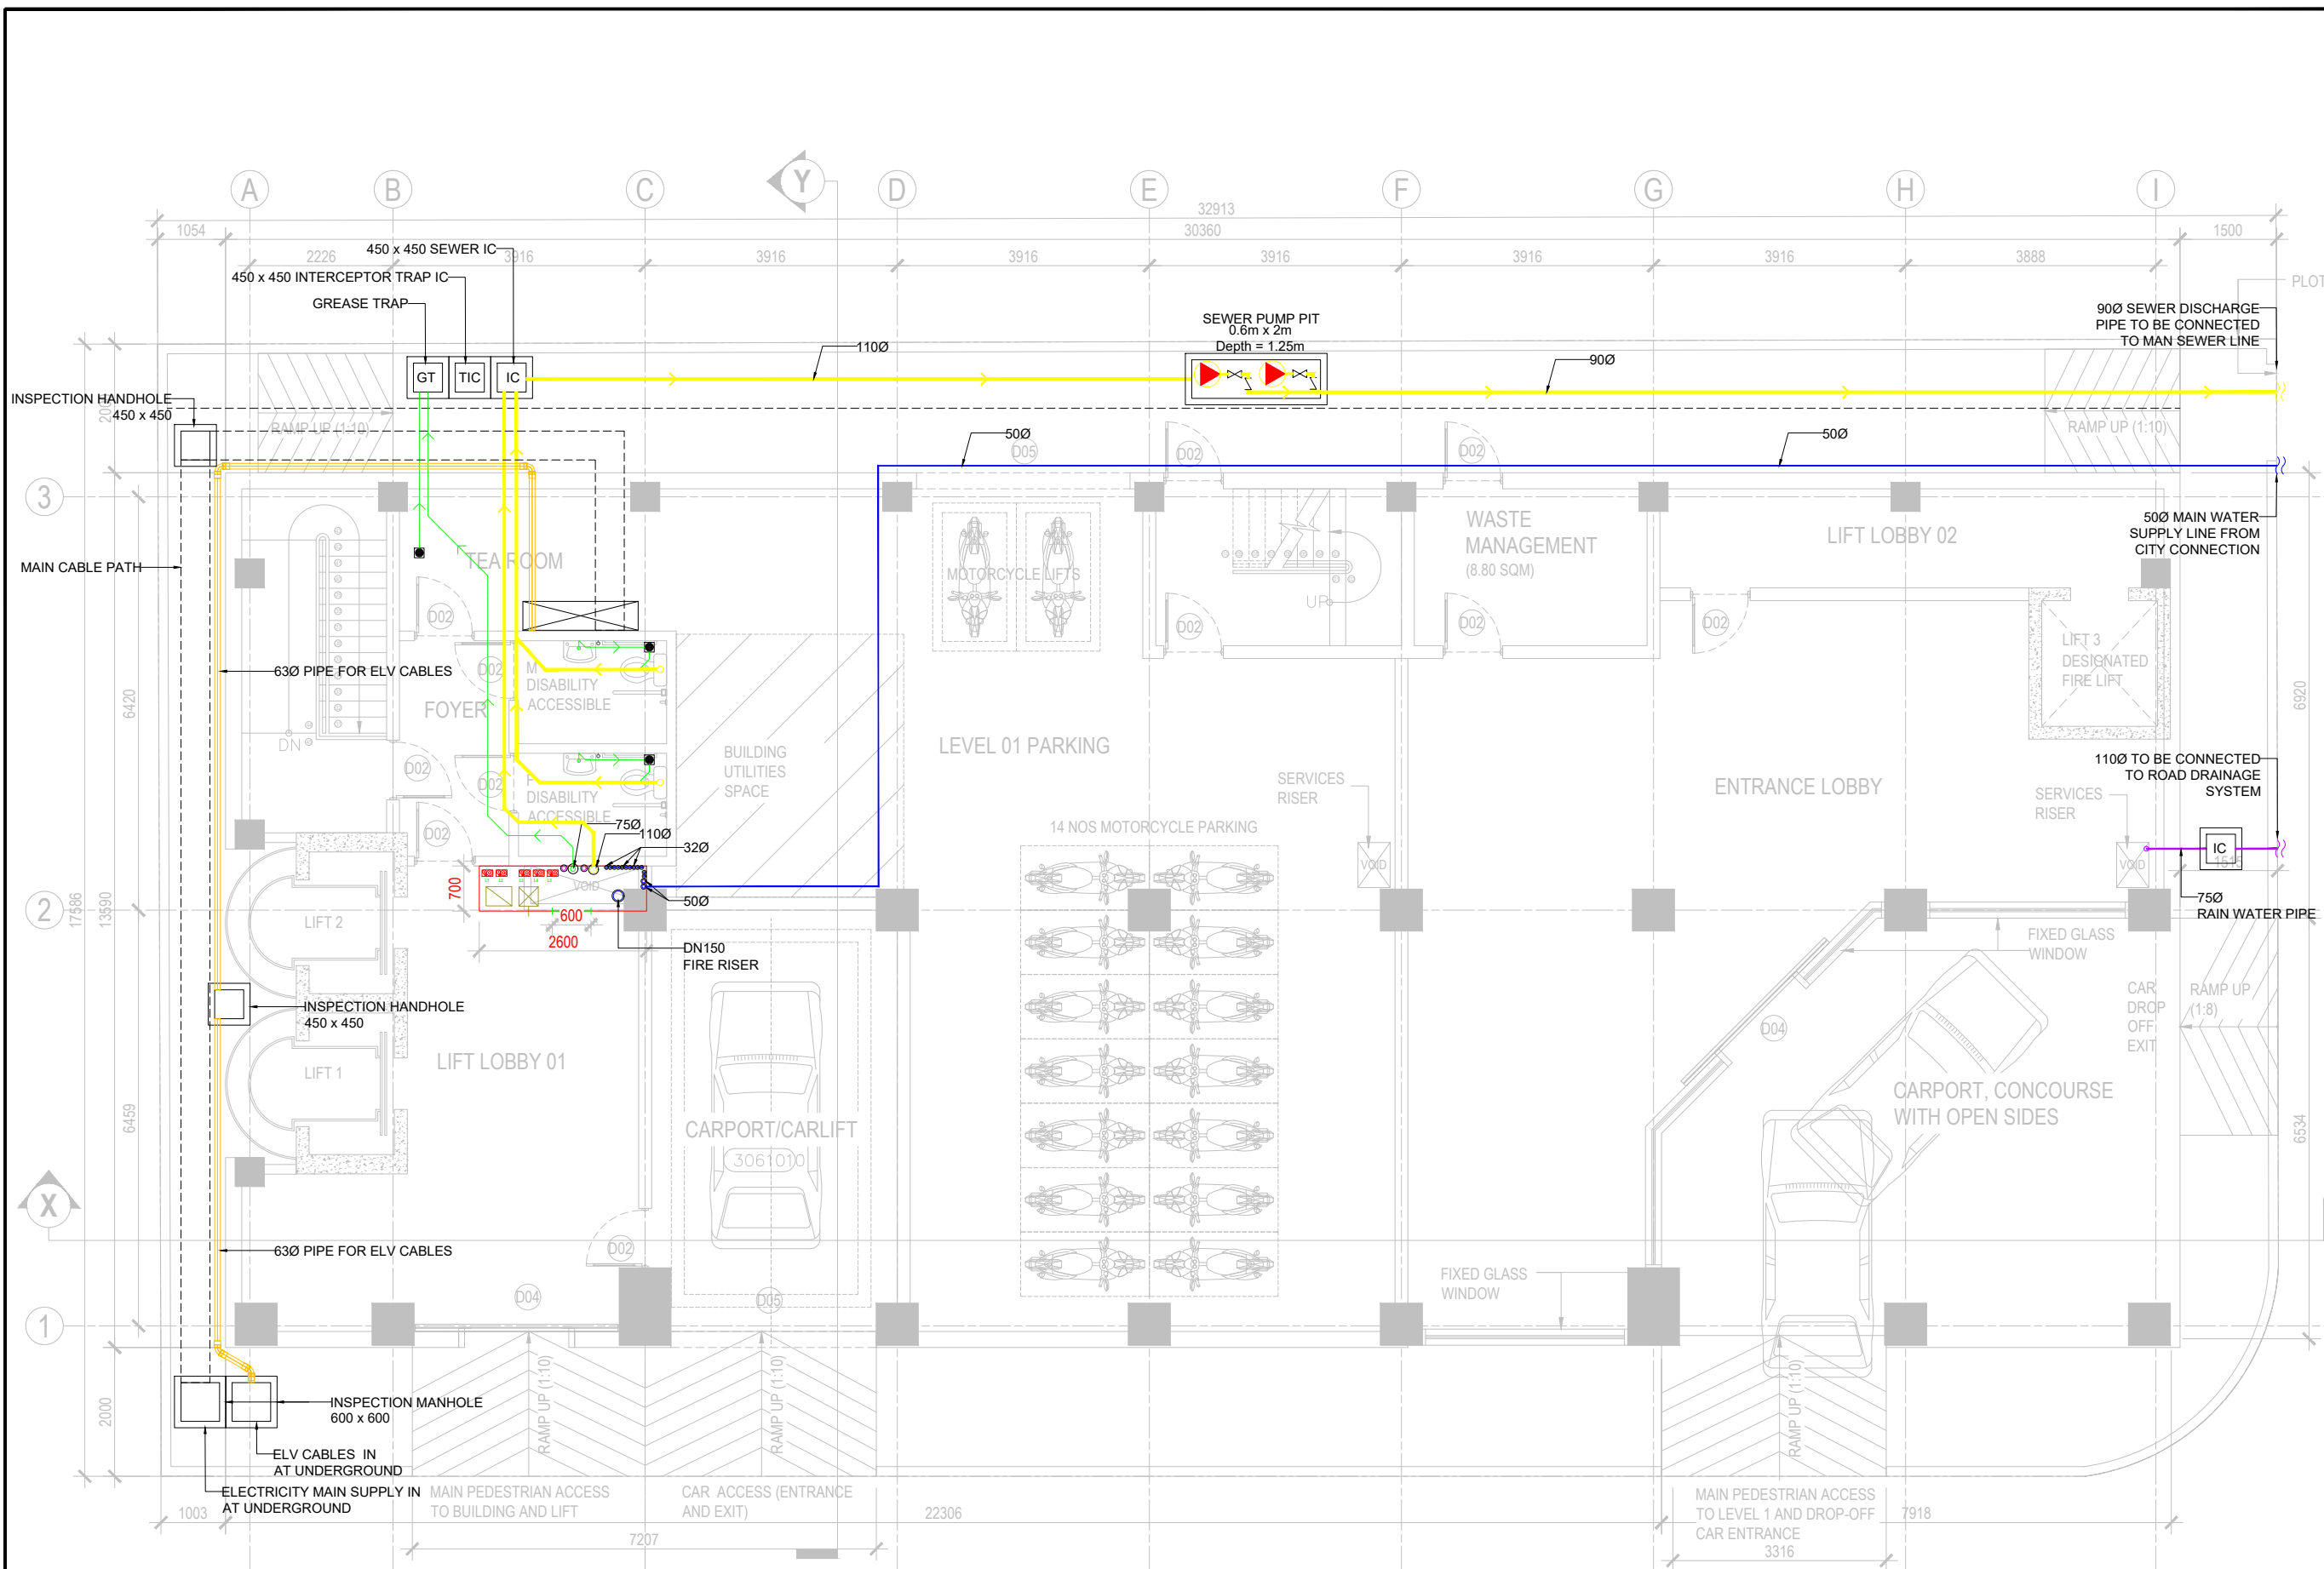 A
B
C
Y
D
E
F
G
H
I
32913
1054
30360
1500
2226
3916
3916
3916
3916
3916
3916
3888
450 x 450 SEWER IC
450 x 450 INTERCEPTOR TRAP IC
GREASE TRAP
PLOT
90Ø SEWER DISCHARGE
PIPE TO BE CONNECTED
TO MAN SEWER LINE
SEWER PUMP PIT
0.6m x 2m
Depth = 1.25m
110Ø
90Ø
GT
TIC
IC
INSPECTION HANDHOLE
450 x 450
RAMP UP (1:10)
RAMP UP (1:10)
50Ø
50Ø
D05
D02
D02
3
50Ø MAIN WATER
SUPPLY LINE FROM
CITY CONNECTION
WASTE
MANAGEMENT
(8.80 SQM)
LIFT LOBBY 02
TEA ROOM
MOTORCYCLE LIFTS
MAIN CABLE PATH
UP
D02
D02
D02
D02
LIFT 3
DESIGNATED
FIRE LIFT
63Ø PIPE FOR ELV CABLES
D02
M
DISABILITY
ACCESSIBLE
FOYER
6420
6920
DN
BUILDING
UTILITIES
SPACE
LEVEL 01 PARKING
D02
D02
F
DISABILITY
ACCESSIBLE
SERVICES
RISER
ENTRANCE LOBBY
110Ø TO BE CONNECTED
TO ROAD DRAINAGE
SYSTEM
SERVICES
RISER
D02
75Ø
110Ø
32Ø
14 NOS MOTORCYCLE PARKING
IC
VOID
VOID
VOID
1515
700
50Ø
75Ø
RAIN WATER PIPE
2
17586
13590
LIFT 2
600
2600
DN150
FIRE RISER
FIXED GLASS
WINDOW
INSPECTION HANDHOLE
450 x 450
CAR
DROP
OFF
EXIT
RAMP UP
(1:8)
D04
LIFT 1
LIFT LOBBY 01
CARPORT, CONCOURSE
WITH OPEN SIDES
6459
6534
CARPORT/CARLIFT
3061010
X
63Ø PIPE FOR ELV CABLES
D02
D04
D05
FIXED GLASS
WINDOW
1
RAMP UP (1:10)
RAMP UP (1:10)
RAMP UP (1:10)
2000
INSPECTION MANHOLE
600 x 600
ELV CABLES IN
AT UNDERGROUND
ELECTRICITY MAIN SUPPLY IN
AT UNDERGROUND
MAIN PEDESTRIAN ACCESS
TO BUILDING AND LIFT
CAR ACCESS (ENTRANCE
AND EXIT)
MAIN PEDESTRIAN ACCESS
TO LEVEL 1 AND DROP-OFF
CAR ENTRANCE
1003
22306
7918
7207
3316